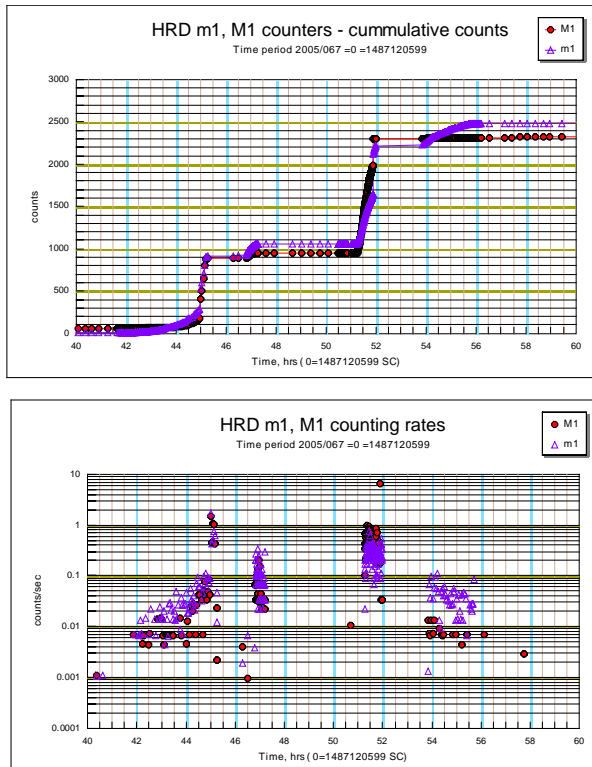 HRD m1, M1 counters - cummulative counts
Time period 2005/067 =0 =1487120599
M1
m1
3000
2500
2000
1500
1000
500
0
counts
40 42 44 46 48 50 52 54 56 58 60
Time, hrs ( 0=1487120599 SC)
HRD m1, M1 counting rates
Time period 2005/067 =0 =1487120599
M1
m1
10
1
0.1
0.01
0.001
0.0001
counts/sec
40 42 44 46 48 50 52 54 56 58 60
Time, hrs ( 0=1487120599 SC)